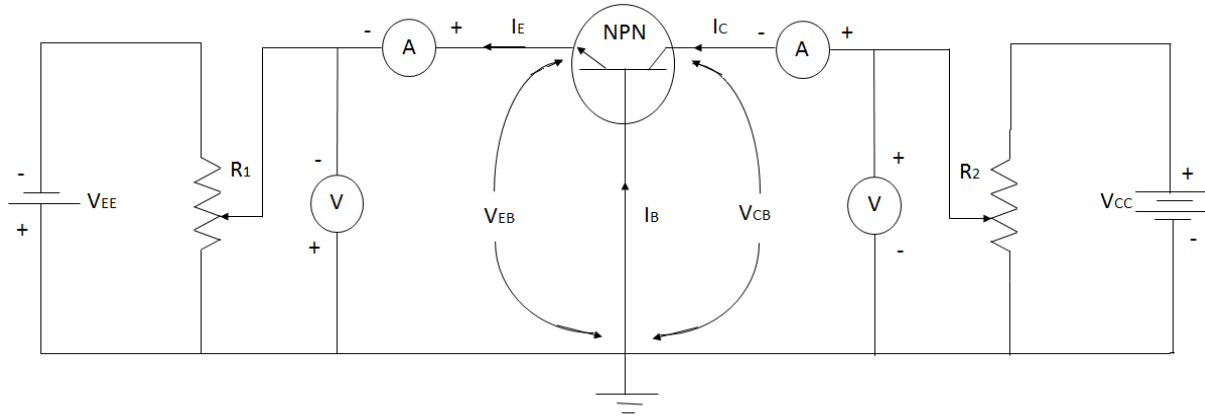 - A + IE NPN IC - A +
- R1 - + R2 +
VEE V VEB IB VCB V VCC
+ + - -